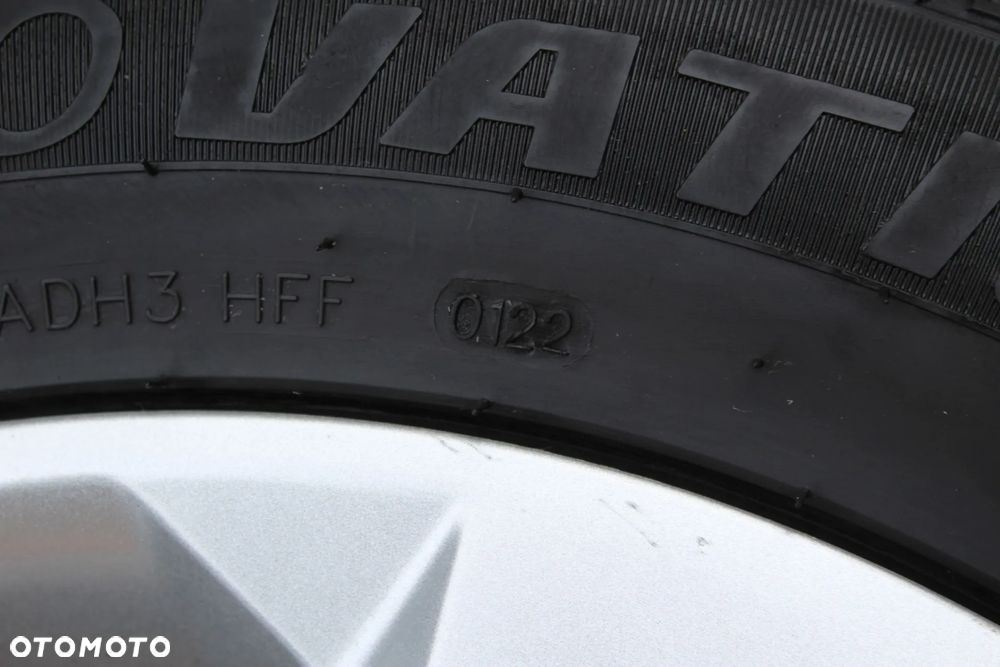 OVATI
ADH3 HFF 0122
OTOMOTO